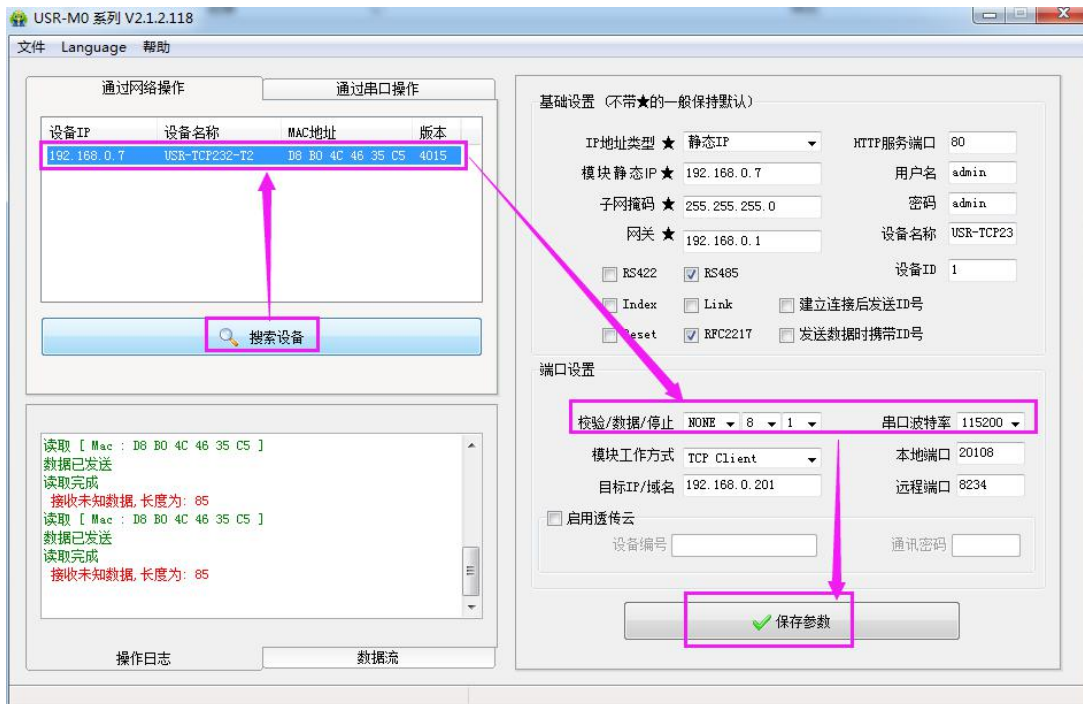 USR-M0 系列 V2.1.2.118
文件 Language 帮助
通过网络操作 通过串口操作
设备IP 设备名称 MAC地址 版本
192.168.0.7 USR-TCP232-T2 D8 B0 4C 46 35 C5 4015
搜索设备
读取 [ Mac : D8 B0 4C 46 35 C5 ]
数据已发送
读取完成
接收未知数据,长度为: 85
读取 [ Mac : D8 B0 4C 46 35 C5 ]
数据已发送
读取完成
接收未知数据,长度为: 85
操作日志 数据流
基础设置 (不带★的一般保持默认)
IP地址类型 ★ 静态IP HTTP服务端口 80
模块静态IP ★ 192.168.0.7 用户名 admin
子网掩码 ★ 255.255.255.0 密码 admin
网关 ★ 192.168.0.1 设备名称 USR-TCP23
RS422 RS485 设备ID 1
Index Link 建立连接后发送ID号
Reset RFC2217 发送数据时携带ID号
端口设置
校验/数据/停止 NONE 8 1 串口波特率 115200
模块工作方式 TCP Client 本地端口 20108
目标IP/域名 192.168.0.201 远程端口 8234
启用透传云
设备编号 通讯密码
保存参数